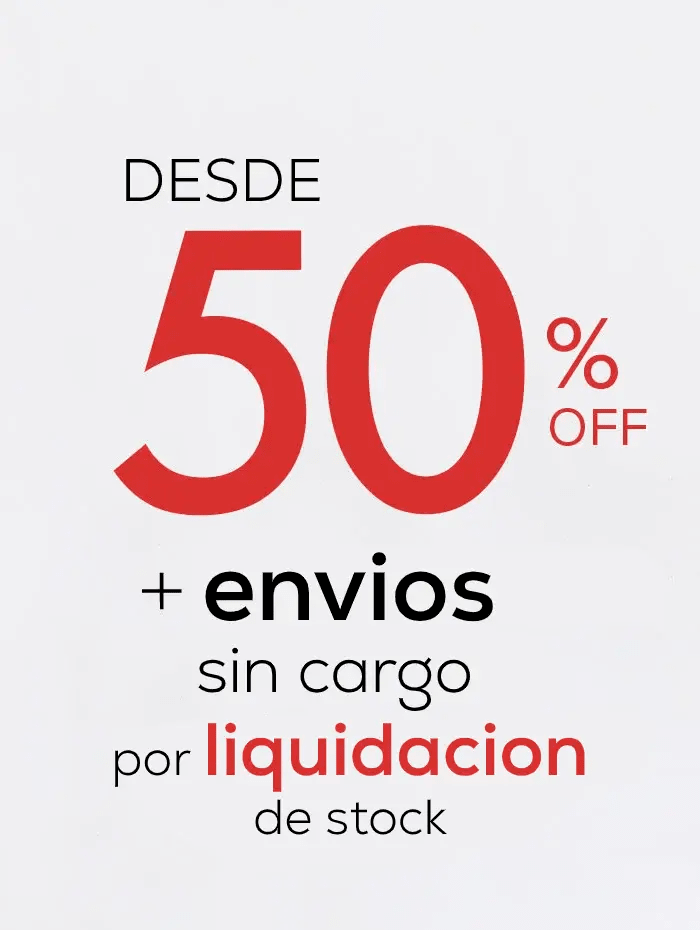 DESDE
50%
OFF
+ envios
sin cargo
por liquidacion
de stock